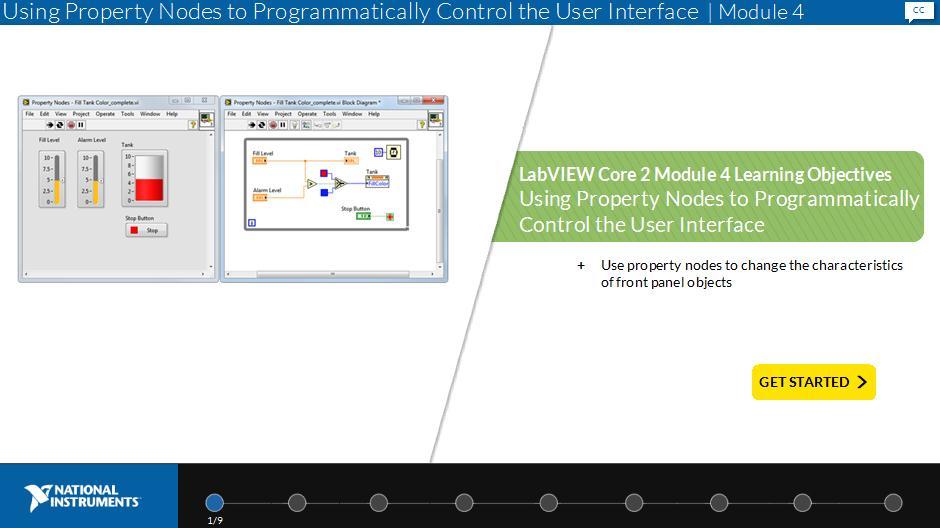 Using Property Nodes to Programmatically Control the User Interface | Module 4
CC
Property Nodes - Fill Tank Color_complete.vi
File Edit View Project Operate Tools Window Help
Fill Level
Alarm Level
Tank
10-
7.5-
5-
2.5-
0-
10-
7.5-
5-
2.5-
0-
10-
8-
6-
4-
2-
0-
Stop Button
Stop
Property Nodes - Fill Tank Color_complete.vi Block Diagram *
File Edit View Project Operate Tools Window Help
Fill Level
Tank
Tank
FillColor
Alarm Level
Stop Button
i
LabVIEW Core 2 Module 4 Learning Objectives
Using Property Nodes to Programmatically
Control the User Interface
+ Use property nodes to change the characteristics
of front panel objects
GET STARTED
NATIONAL
INSTRUMENTS
1/9